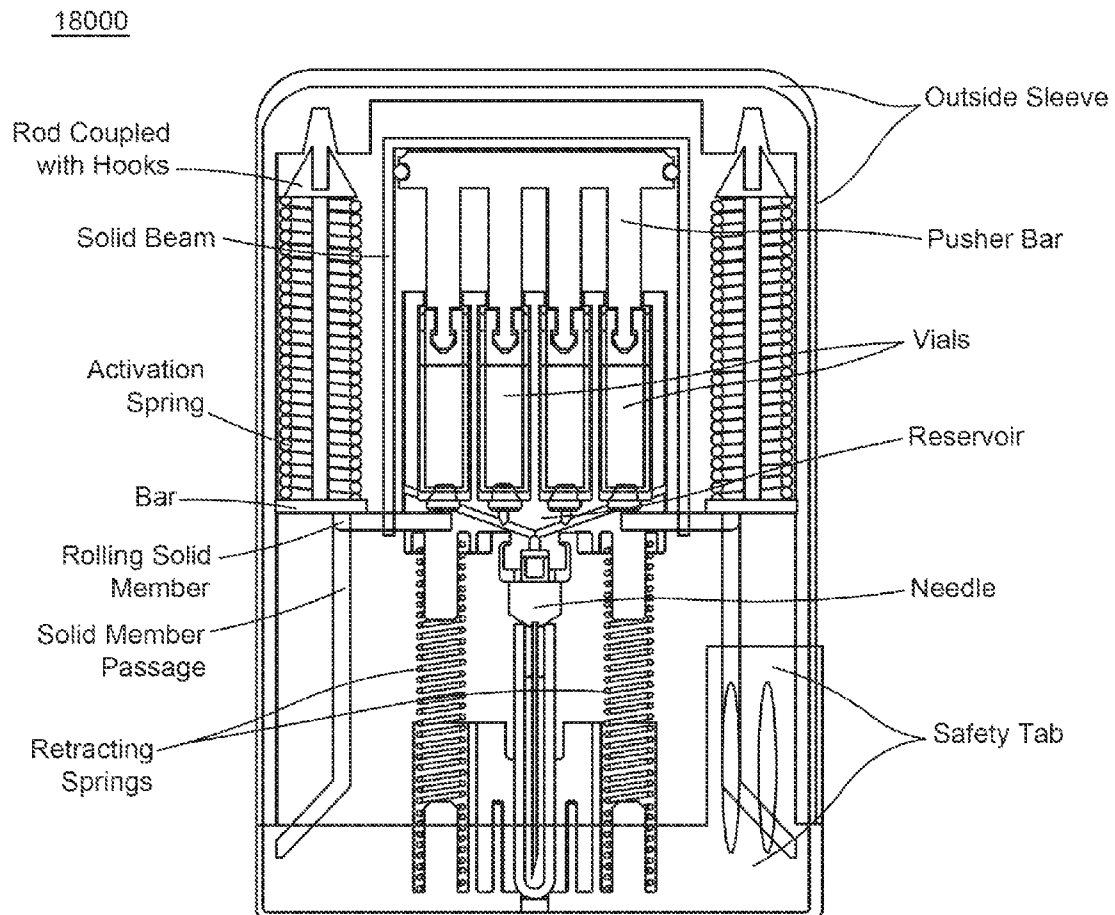 18000
Outside Sleeve
Rod Coupled
with Hooks
Solid Beam
Pusher Bar
Activation
Spring
Vials
Reservoir
Bar
Rolling Solid
Member
Needle
Solid Member
Passage
Retracting
Springs
Safety Tab